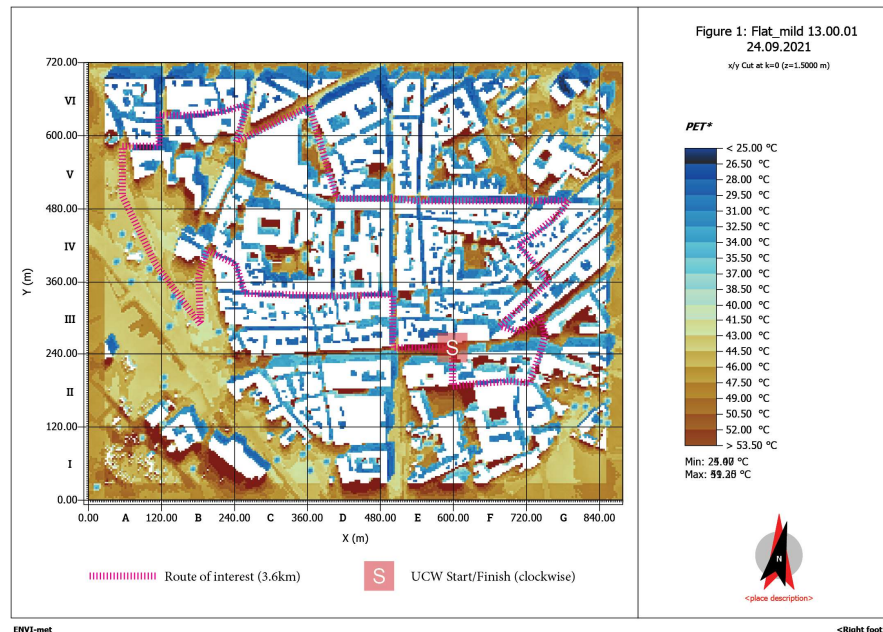 Figure 1: Flat_mild 13.00.01
24.09.2021
x/y Cut at k=0 (z=1.5000 m)
PET*
< 25.00 °C
26.50 °C
28.00 °C
29.50 °C
31.00 °C
32.50 °C
34.00 °C
35.50 °C
37.00 °C
38.50 °C
40.00 °C
41.50 °C
43.00 °C
44.50 °C
46.00 °C
47.50 °C
49.00 °C
50.50 °C
52.00 °C
> 53.50 °C
Min: °C
Max: °C
N
<place description>
720.00
VI
600.00
V
480.00
IV
360.00
III
240.00
II
120.00
I
0.00
Y (m)
S
0.00 A 120.00 B 240.00 C 360.00 D 480.00 E 600.00 F 720.00 G 840.00
X (m)
Route of interest (3.6km)
S UCW Start/Finish (clockwise)
ENVI-met
<Right foot